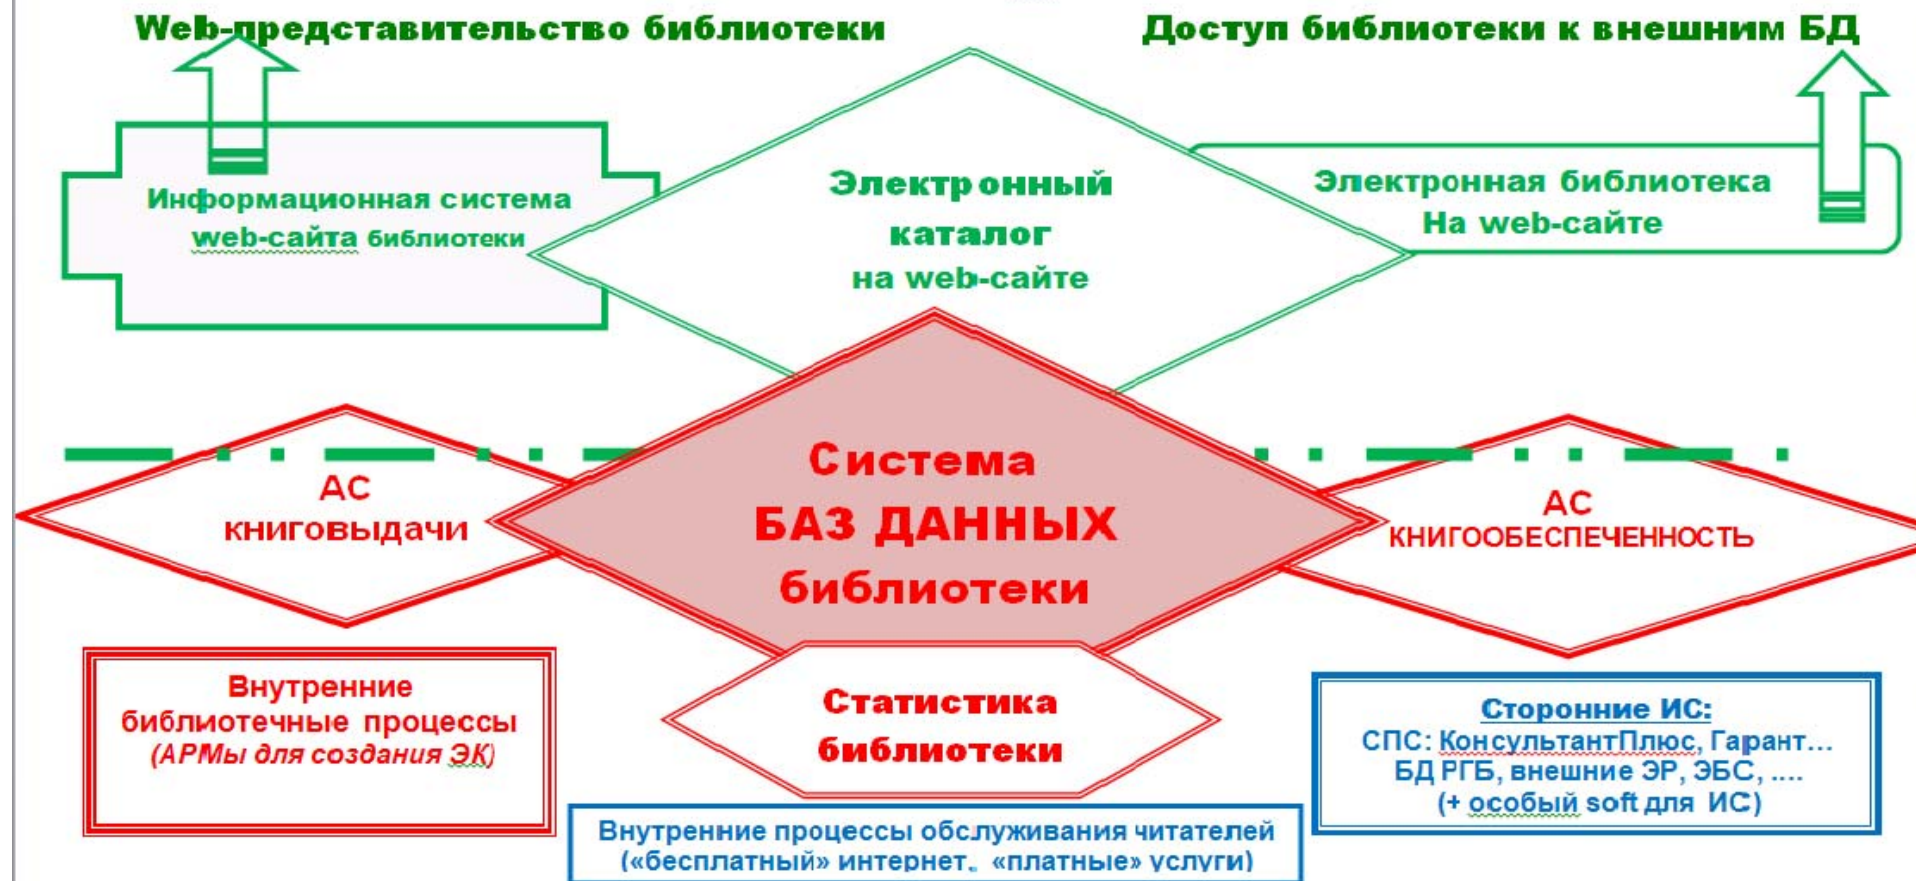 Web-представительство библиотеки
Доступ библиотеки к внешним БД
Информационная система
web-сайта библиотеки
Электронный
каталог
на web-сайте
Электронная библиотека
На web-сайте
АС
книговыдачи
Система
БАЗ ДАННЫХ
библиотеки
АС
КНИГООБЕСПЕЧЕННОСТЬ
Внутренние
библиотечные процессы
(АРМы для создания ЭК)
Статистика
библиотеки
Сторонние ИС:
СПС: КонсультантПлюс, Гарант…
БД РГБ, внешние ЭР, ЭБС, ....
(+ особый soft для ИС)
Внутренние процессы обслуживания читателей
(«бесплатный» интернет, «платные» услуги)